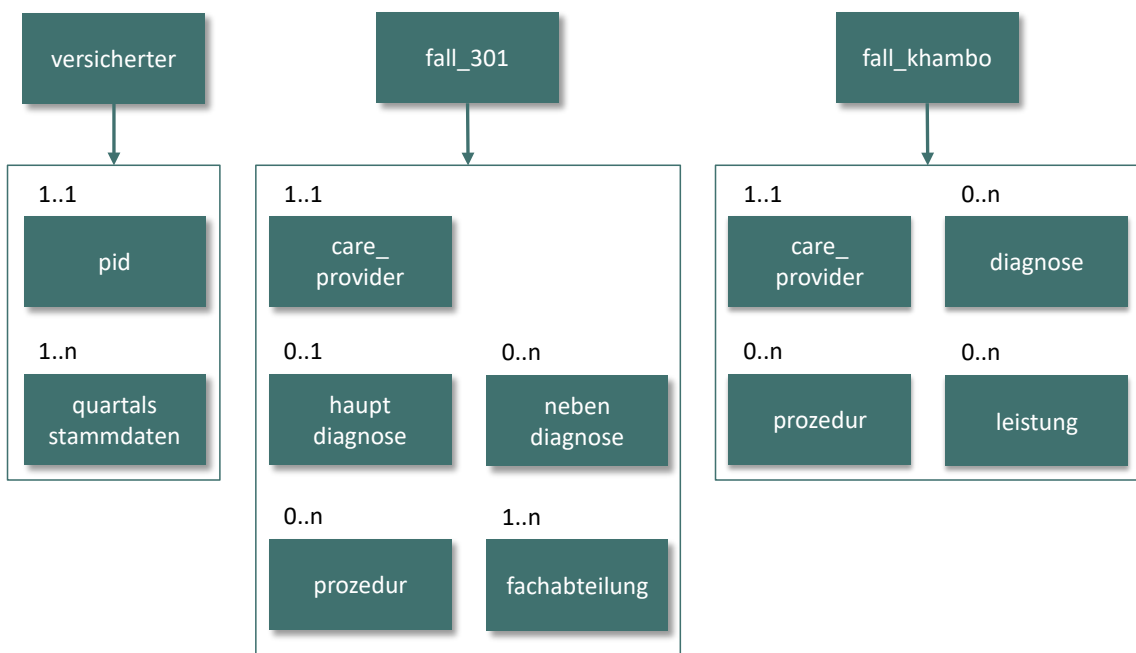 versicherter
fall_301
fall_khambo
1..1
pid
1..n
quartals
stammdaten
1..1
care_
provider
0..1
haupt
diagnose
0..n
neben
diagnose
0..n
prozedur
1..n
fachabteilung
1..1
care_
provider
0..n
diagnose
0..n
prozedur
0..n
leistung